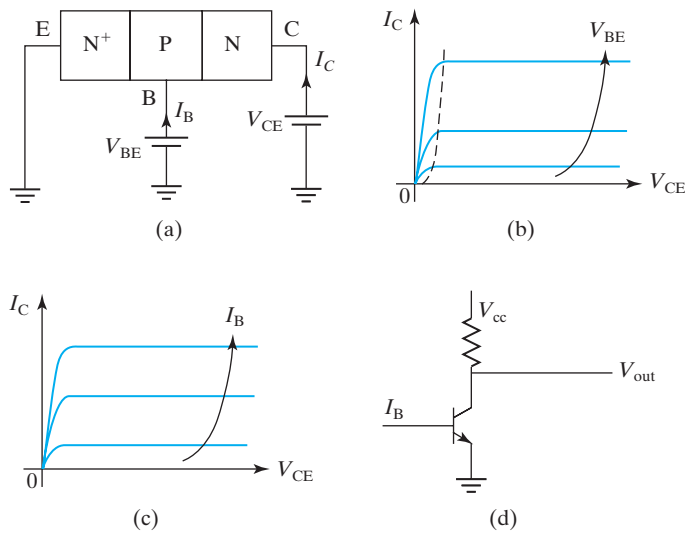 E N+ P N C
B IB IC
VBE VCE
(a)
IC VBE
0 VCE
(b)
IC IB
0 VCE
(c)
Vcc
Vout
IB
(d)